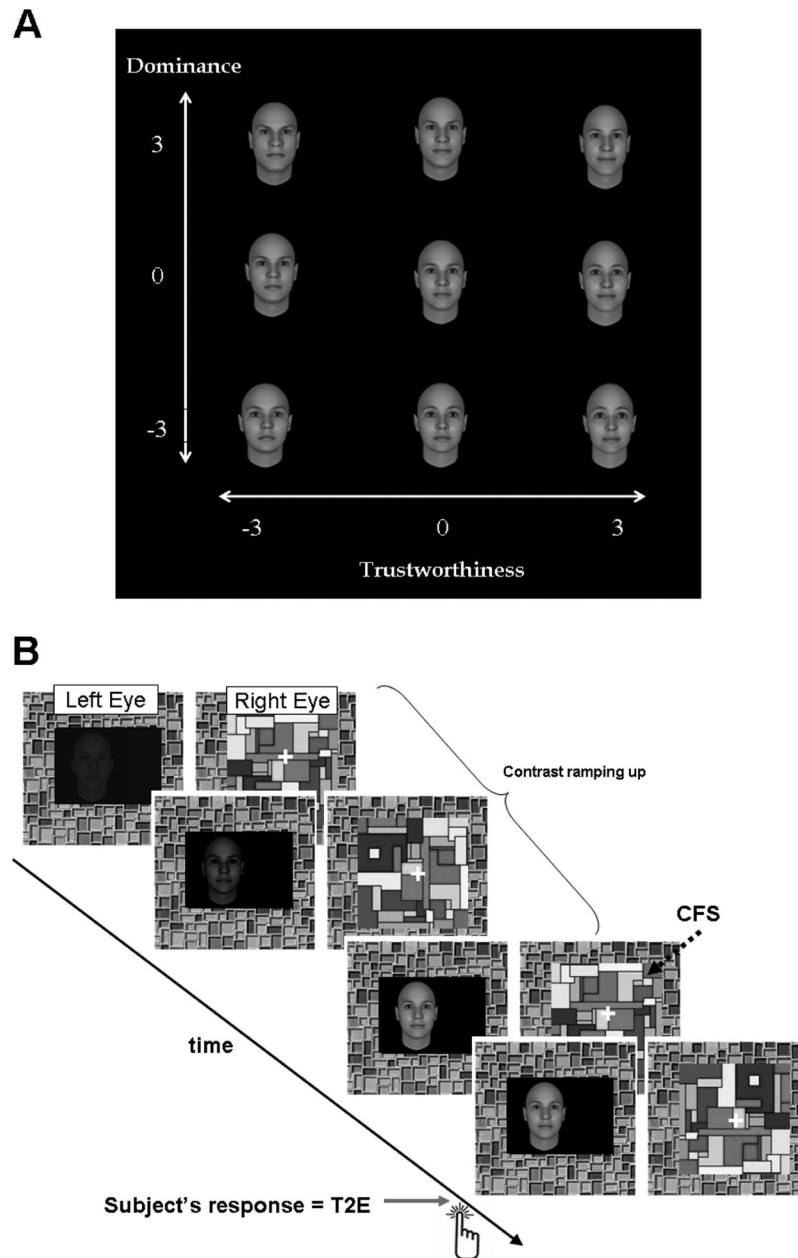 A
Dominance
3
0
-3
-3 0 3
Trustworthiness
B
Left Eye Right Eye
Contrast ramping up
CFS
time
Subject's response = T2E